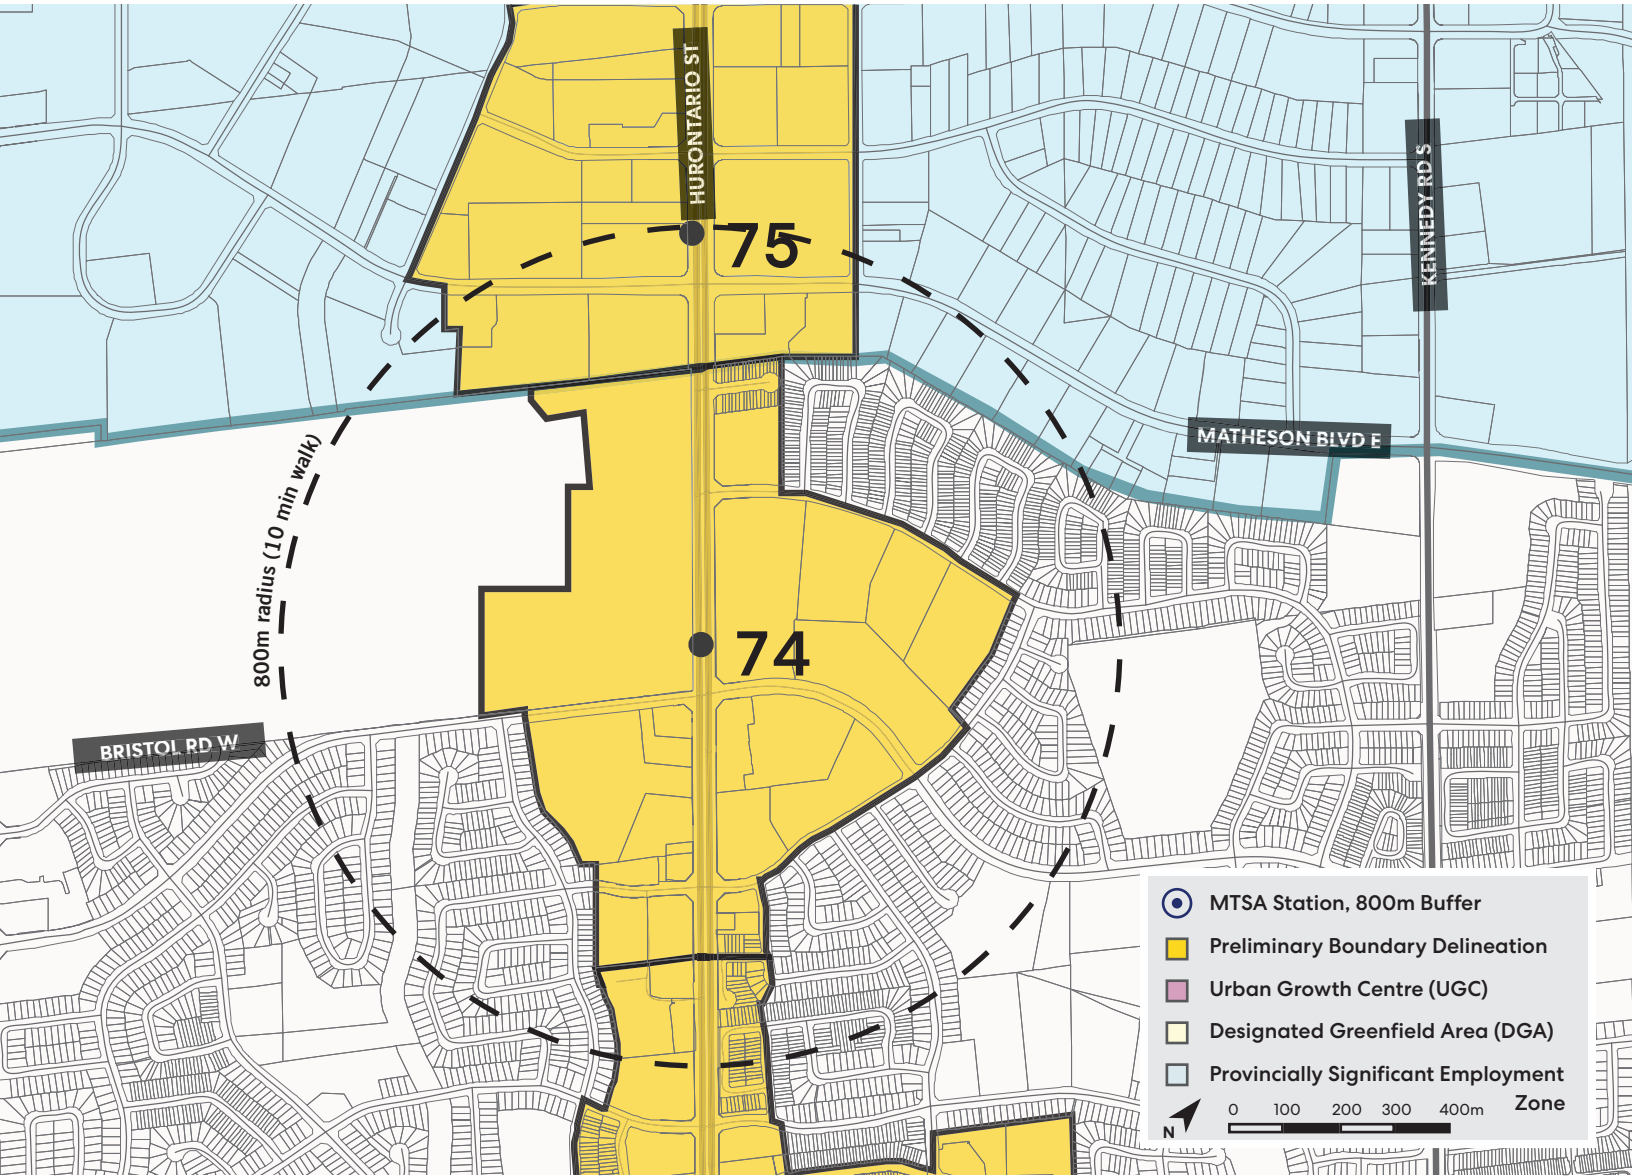 HURONTARIO ST
KENNEDY RD S
75
MATHESON BLVD E
800m radius (10 min walk)
74
BRISTOL RD W
MTSA Station, 800m Buffer
Preliminary Boundary Delineation
Urban Growth Centre (UGC)
Designated Greenfield Area (DGA)
Provincially Significant Employment
Zone
N
0 100 200 300 400m